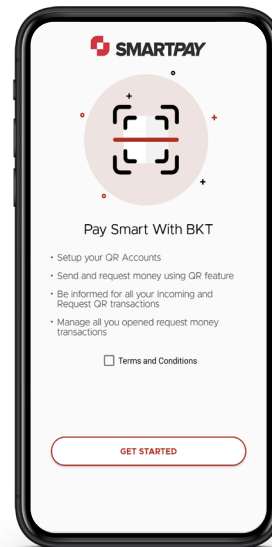 SMARTPAY
Pay Smart With BKT
• Setup your QR Accounts
• Send and request money using QR feature
• Be informed for all your Incoming and
Request QR transactions
• Manage all you opened request money
transactions
Terms and Conditions
GET STARTED